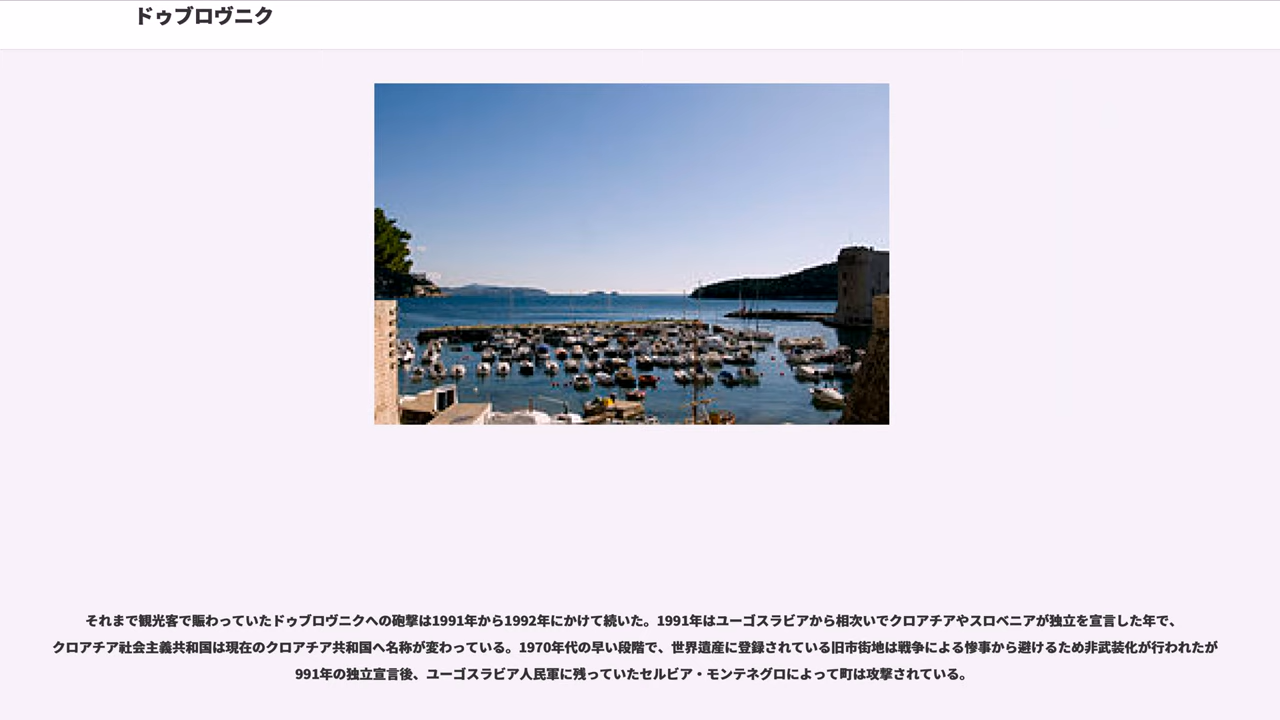 ドゥブロヴニク
それまで観光客で賑わっていたドゥブロヴニクへの砲撃は1991年から1992年にかけて続いた。1991年はユーゴスラビアから相次いでクロアチアやスロベニアが独立を宣言した年で、
クロアチア社会主義共和国は現在のクロアチア共和国へ名称が変わっている。1970年代の早い段階で、世界遺産に登録されている旧市街地は戦争による惨事から避けるため非武装化が行われたが
991年の独立宣言後、ユーゴスラビア人民軍に残っていたセルビア・モンテネグロによって町は攻撃されている。